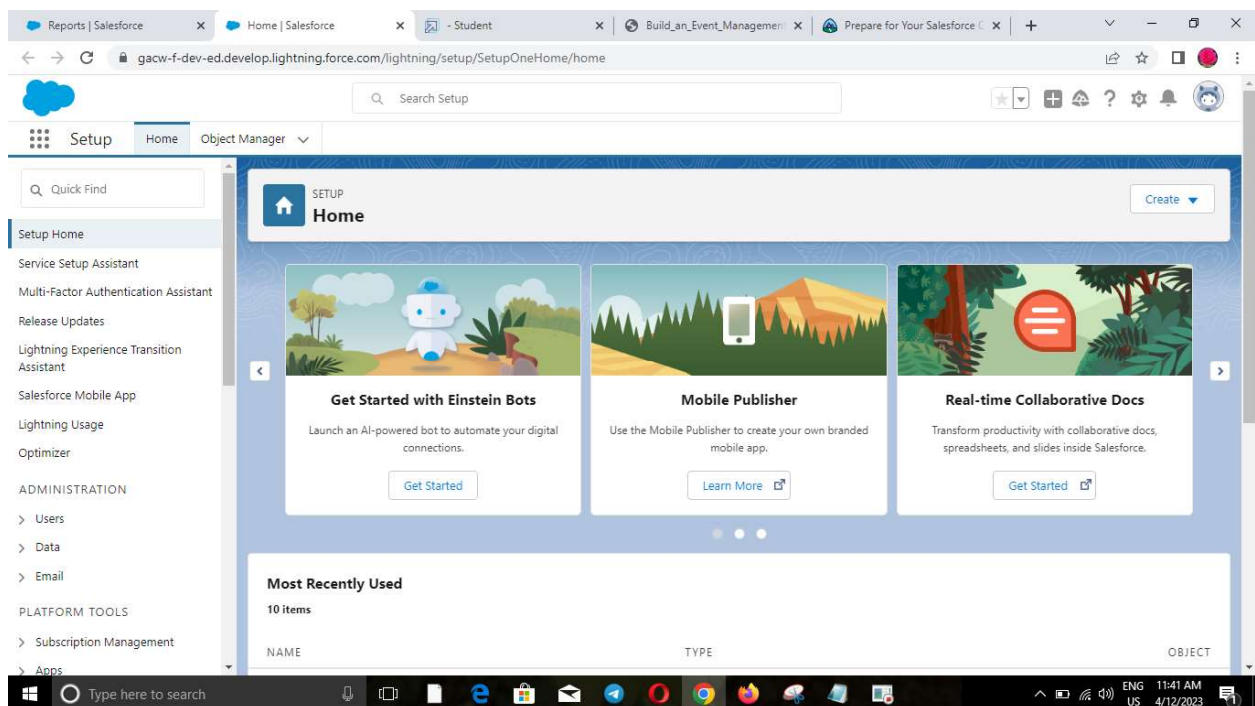 Reports | Salesforce
Home | Salesforce
- Student
Build_an_Event_Managemen
Prepare for Your Salesforce C
gacw-f-dev-ed.develop.lightning.force.com/lightning/setup/SetupOneHome/home
Search Setup
Setup
Home
Object Manager
Quick Find
Setup Home
Service Setup Assistant
Multi-Factor Authentication Assistant
Release Updates
Lightning Experience Transition
Assistant
Salesforce Mobile App
Lightning Usage
Optimizer
ADMINISTRATION
Users
Data
Email
PLATFORM TOOLS
Subscription Management
Apps
SETUP
Home
Create
Get Started with Einstein Bots
Launch an AI-powered bot to automate your digital
connections.
Get Started
Mobile Publisher
Use the Mobile Publisher to create your own branded
mobile app.
Learn More
Real-time Collaborative Docs
Transform productivity with collaborative docs,
spreadsheets, and slides inside Salesforce.
Get Started
Most Recently Used
10 items
NAME TYPE OBJECT
Type here to search
ENG 11:41 AM
US 4/12/2023